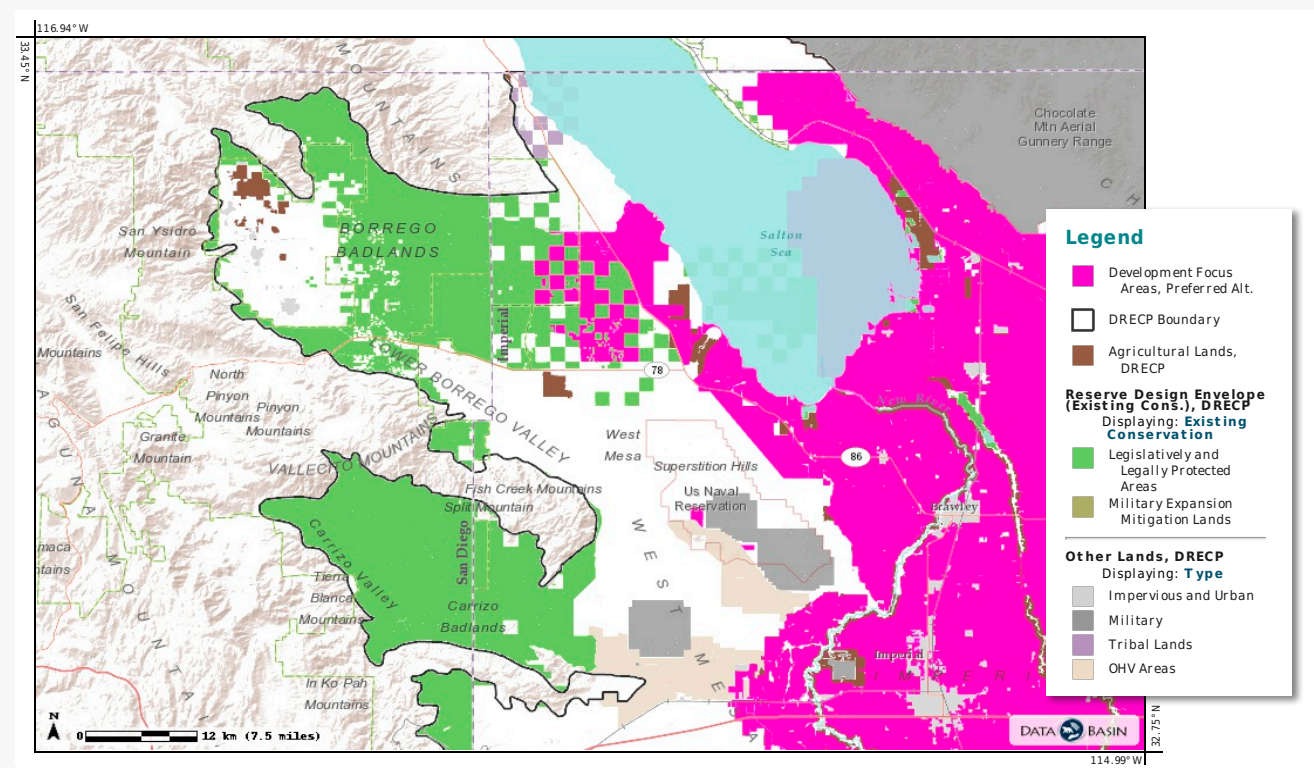 116.94° W
33.45° N
MOUNTAINS
Chocolate
Mtn Aerial
Gunnery Range
C H
San Ysidro
Mountain
BORREGO
BADLANDS
Salton
Sea
San Felipe Hills
Mountains
Imperial
LOWER BORREGO VALLEY
78
North
Pinyon
Mountains
Pinyon
Mountains
New River
Granite
Mountain
VALLECITO MOUNTAINS
West
Mesa
Superstition Hills
86
Fish Creek Mountains
Split Mountain
Us Naval
Reservation
Brawley
A G U N A
M O U N T A I
maca
tains
Carrizo Valley
San Diego
W E S T
M E S A
Tierra
Blanca
Mountains
Carrizo
Badlands
Imperial
I M P E R I
In Ko Pah
Mountains
N
0
12 km (7.5 miles)
DATA BASIN
32.75° N
114.99° W
Legend
Development Focus
Areas, Preferred Alt.
DRECP Boundary
Agricultural Lands,
DRECP
Reserve Design Envelope
(Existing Cons.), DRECP
Displaying: Existing
Conservation
Legislatively and
Legally Protected
Areas
Military Expansion
Mitigation Lands
Other Lands, DRECP
Displaying: Type
Impervious and Urban
Military
Tribal Lands
OHV Areas